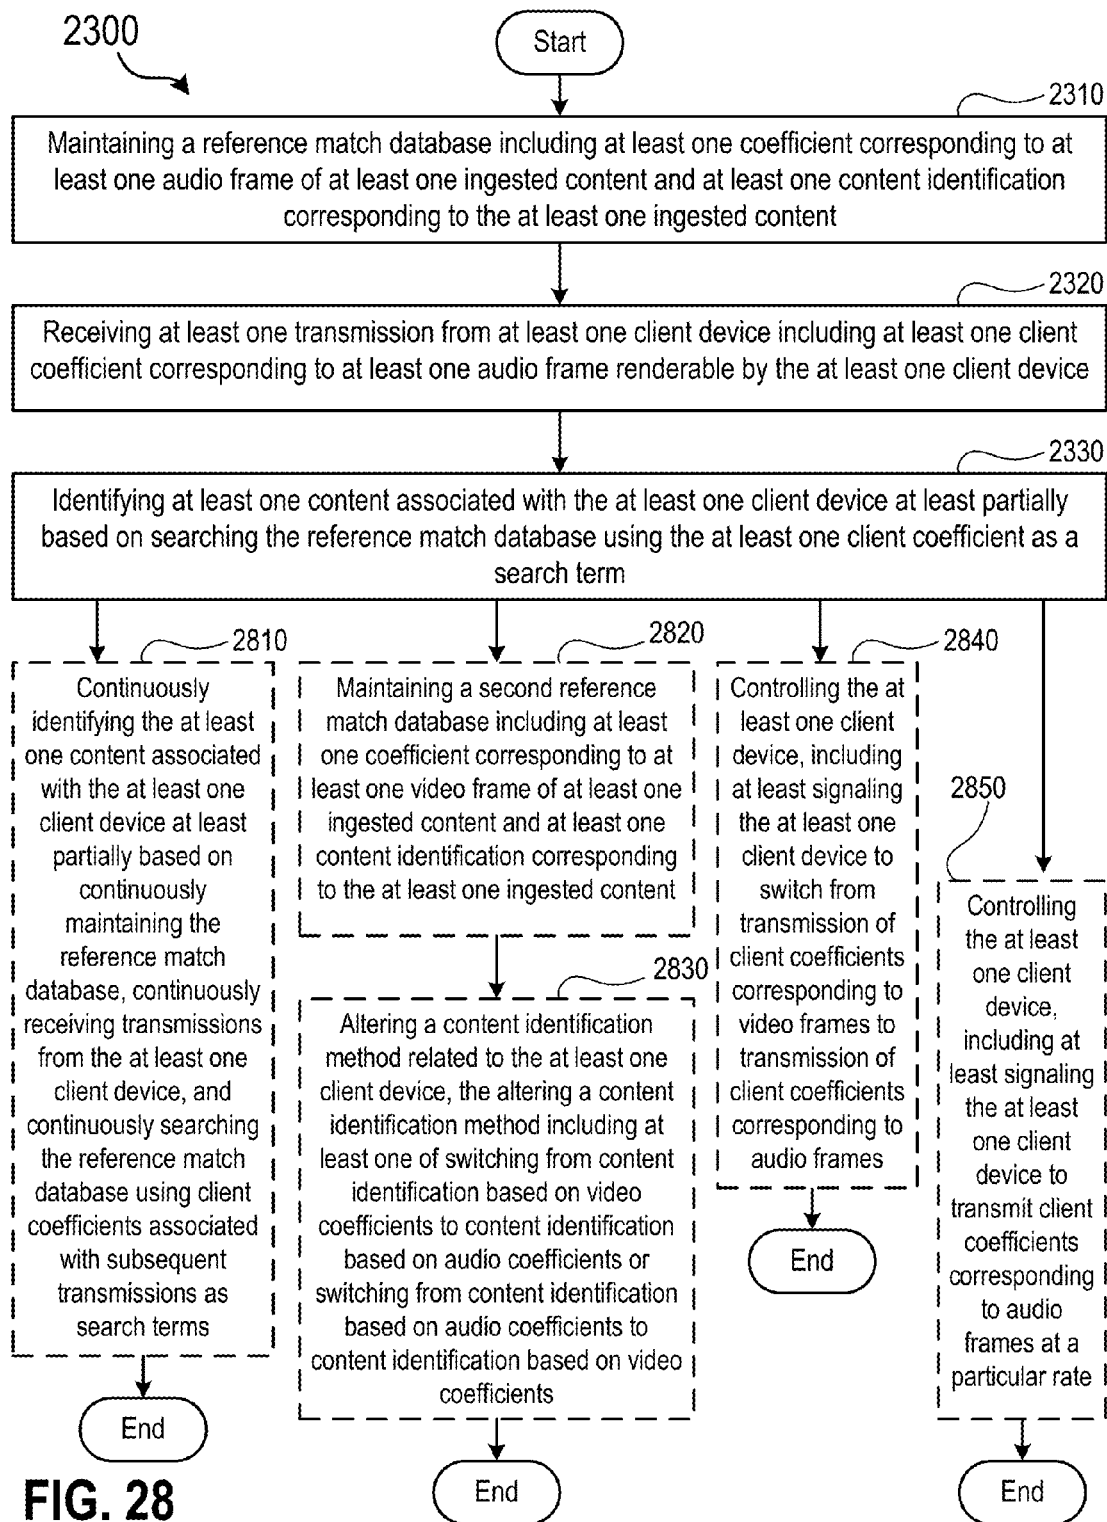 2300
Start
2310
Maintaining a reference match database including at least one coefficient corresponding to at
least one audio frame of at least one ingested content and at least one content identification
corresponding to the at least one ingested content
2320
Receiving at least one transmission from at least one client device including at least one client
coefficient corresponding to at least one audio frame renderable by the at least one client device
2330
Identifying at least one content associated with the at least one client device at least partially
based on searching the reference match database using the at least one client coefficient as a
search term
2810
Continuously
identifying the at least
one content associated
with the at least one
client device at least
partially based on
continuously
maintaining the
reference match
database, continuously
receiving transmissions
from the at least one
client device, and
continuously searching
the reference match
database using client
coefficients associated
with subsequent
transmissions as
search terms
End
2820
Maintaining a second reference
match database including at least
one coefficient corresponding to at
least one video frame of at least one
ingested content and at least one
content identification corresponding
to the at least one ingested content
2830
Altering a content identification
method related to the at least one
client device, the altering a content
identification method including at
least one of switching from content
identification based on video
coefficients to content identification
based on audio coefficients or
switching from content identification
based on audio coefficients to
content identification based on video
coefficients
End
2840
Controlling the at
least one client
device, including
at least signaling
the at least one
client device to
switch from
transmission of
client coefficients
corresponding to
video frames to
transmission of
client coefficients
corresponding to
audio frames
End
2850
Controlling
the at least
one client
device,
including at
least signaling
the at least
one client
device to
transmit client
coefficients
corresponding
to audio
frames at a
particular rate
End
FIG. 28